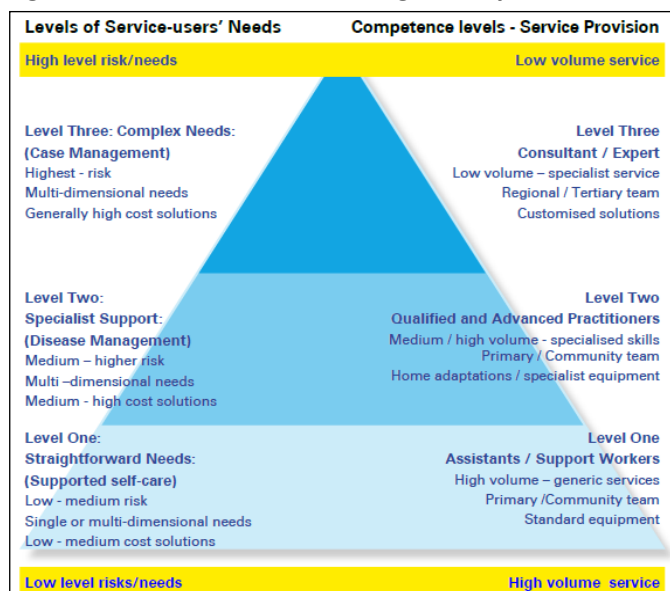 Levels of Service-users' Needs
Competence levels - Service Provision
High level risk/needs
Low volume service
Level Three: Complex Needs:
(Case Management)
Highest - risk
Multi-dimensional needs
Generally high cost solutions
Level Three
Consultant / Expert
Low volume – specialist service
Regional / Tertiary team
Customised solutions
Level Two:
Specialist Support:
(Disease Management)
Medium – higher risk
Multi –dimensional needs
Medium - high cost solutions
Level Two
Qualified and Advanced Practitioners
Medium / high volume - specialised skills
Primary / Community team
Home adaptations / specialist equipment
Level One:
Straightforward Needs:
(Supported self-care)
Low - medium risk
Single or multi-dimensional needs
Low - medium cost solutions
Level One
Assistants / Support Workers
High volume – generic services
Primary /Community team
Standard equipment
Low level risks/needs
High volume  service